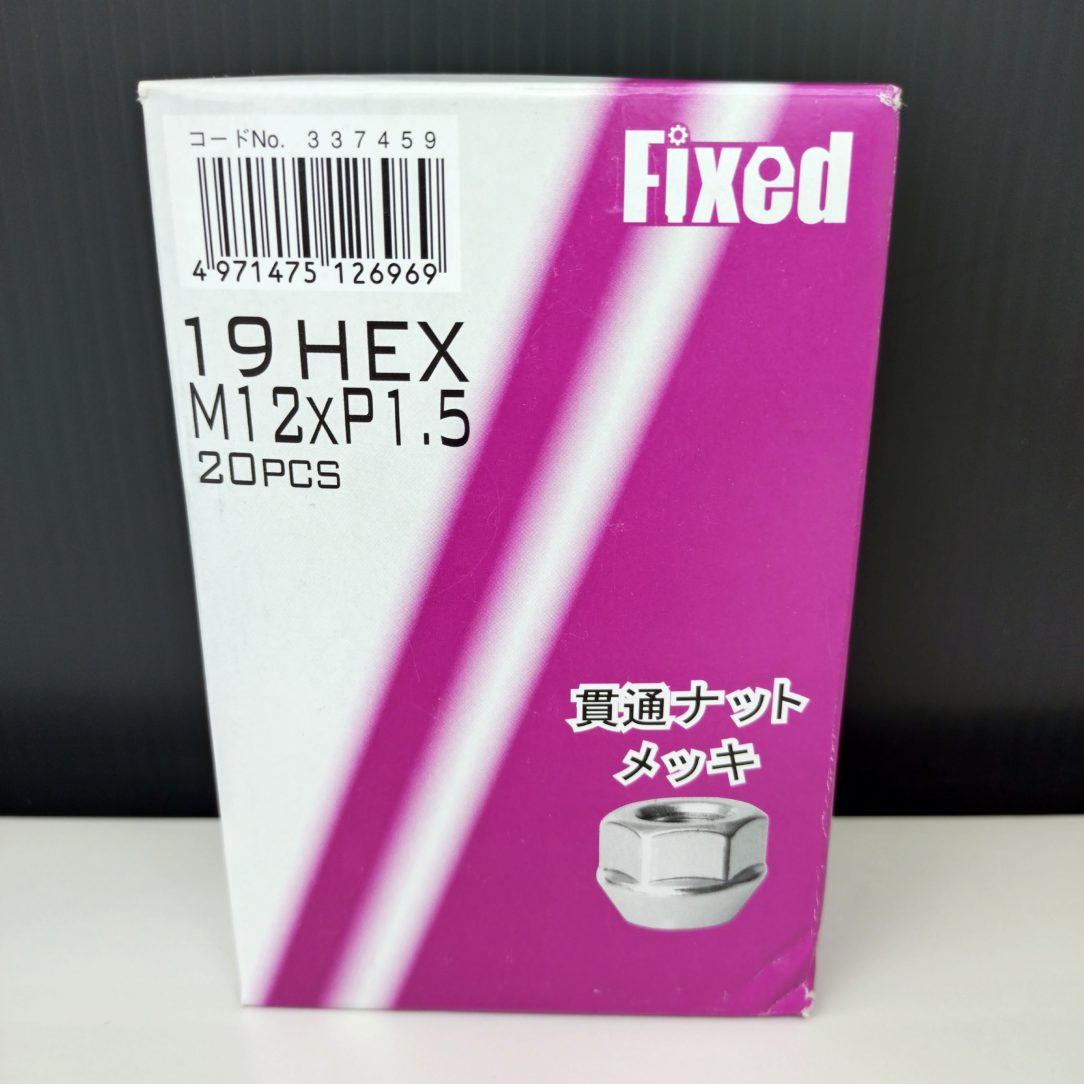 コードNo. 337459
4 971475 126969
Fixed
19 HEX
M12xP1.5
20PCS
貫通ナット
メッキ